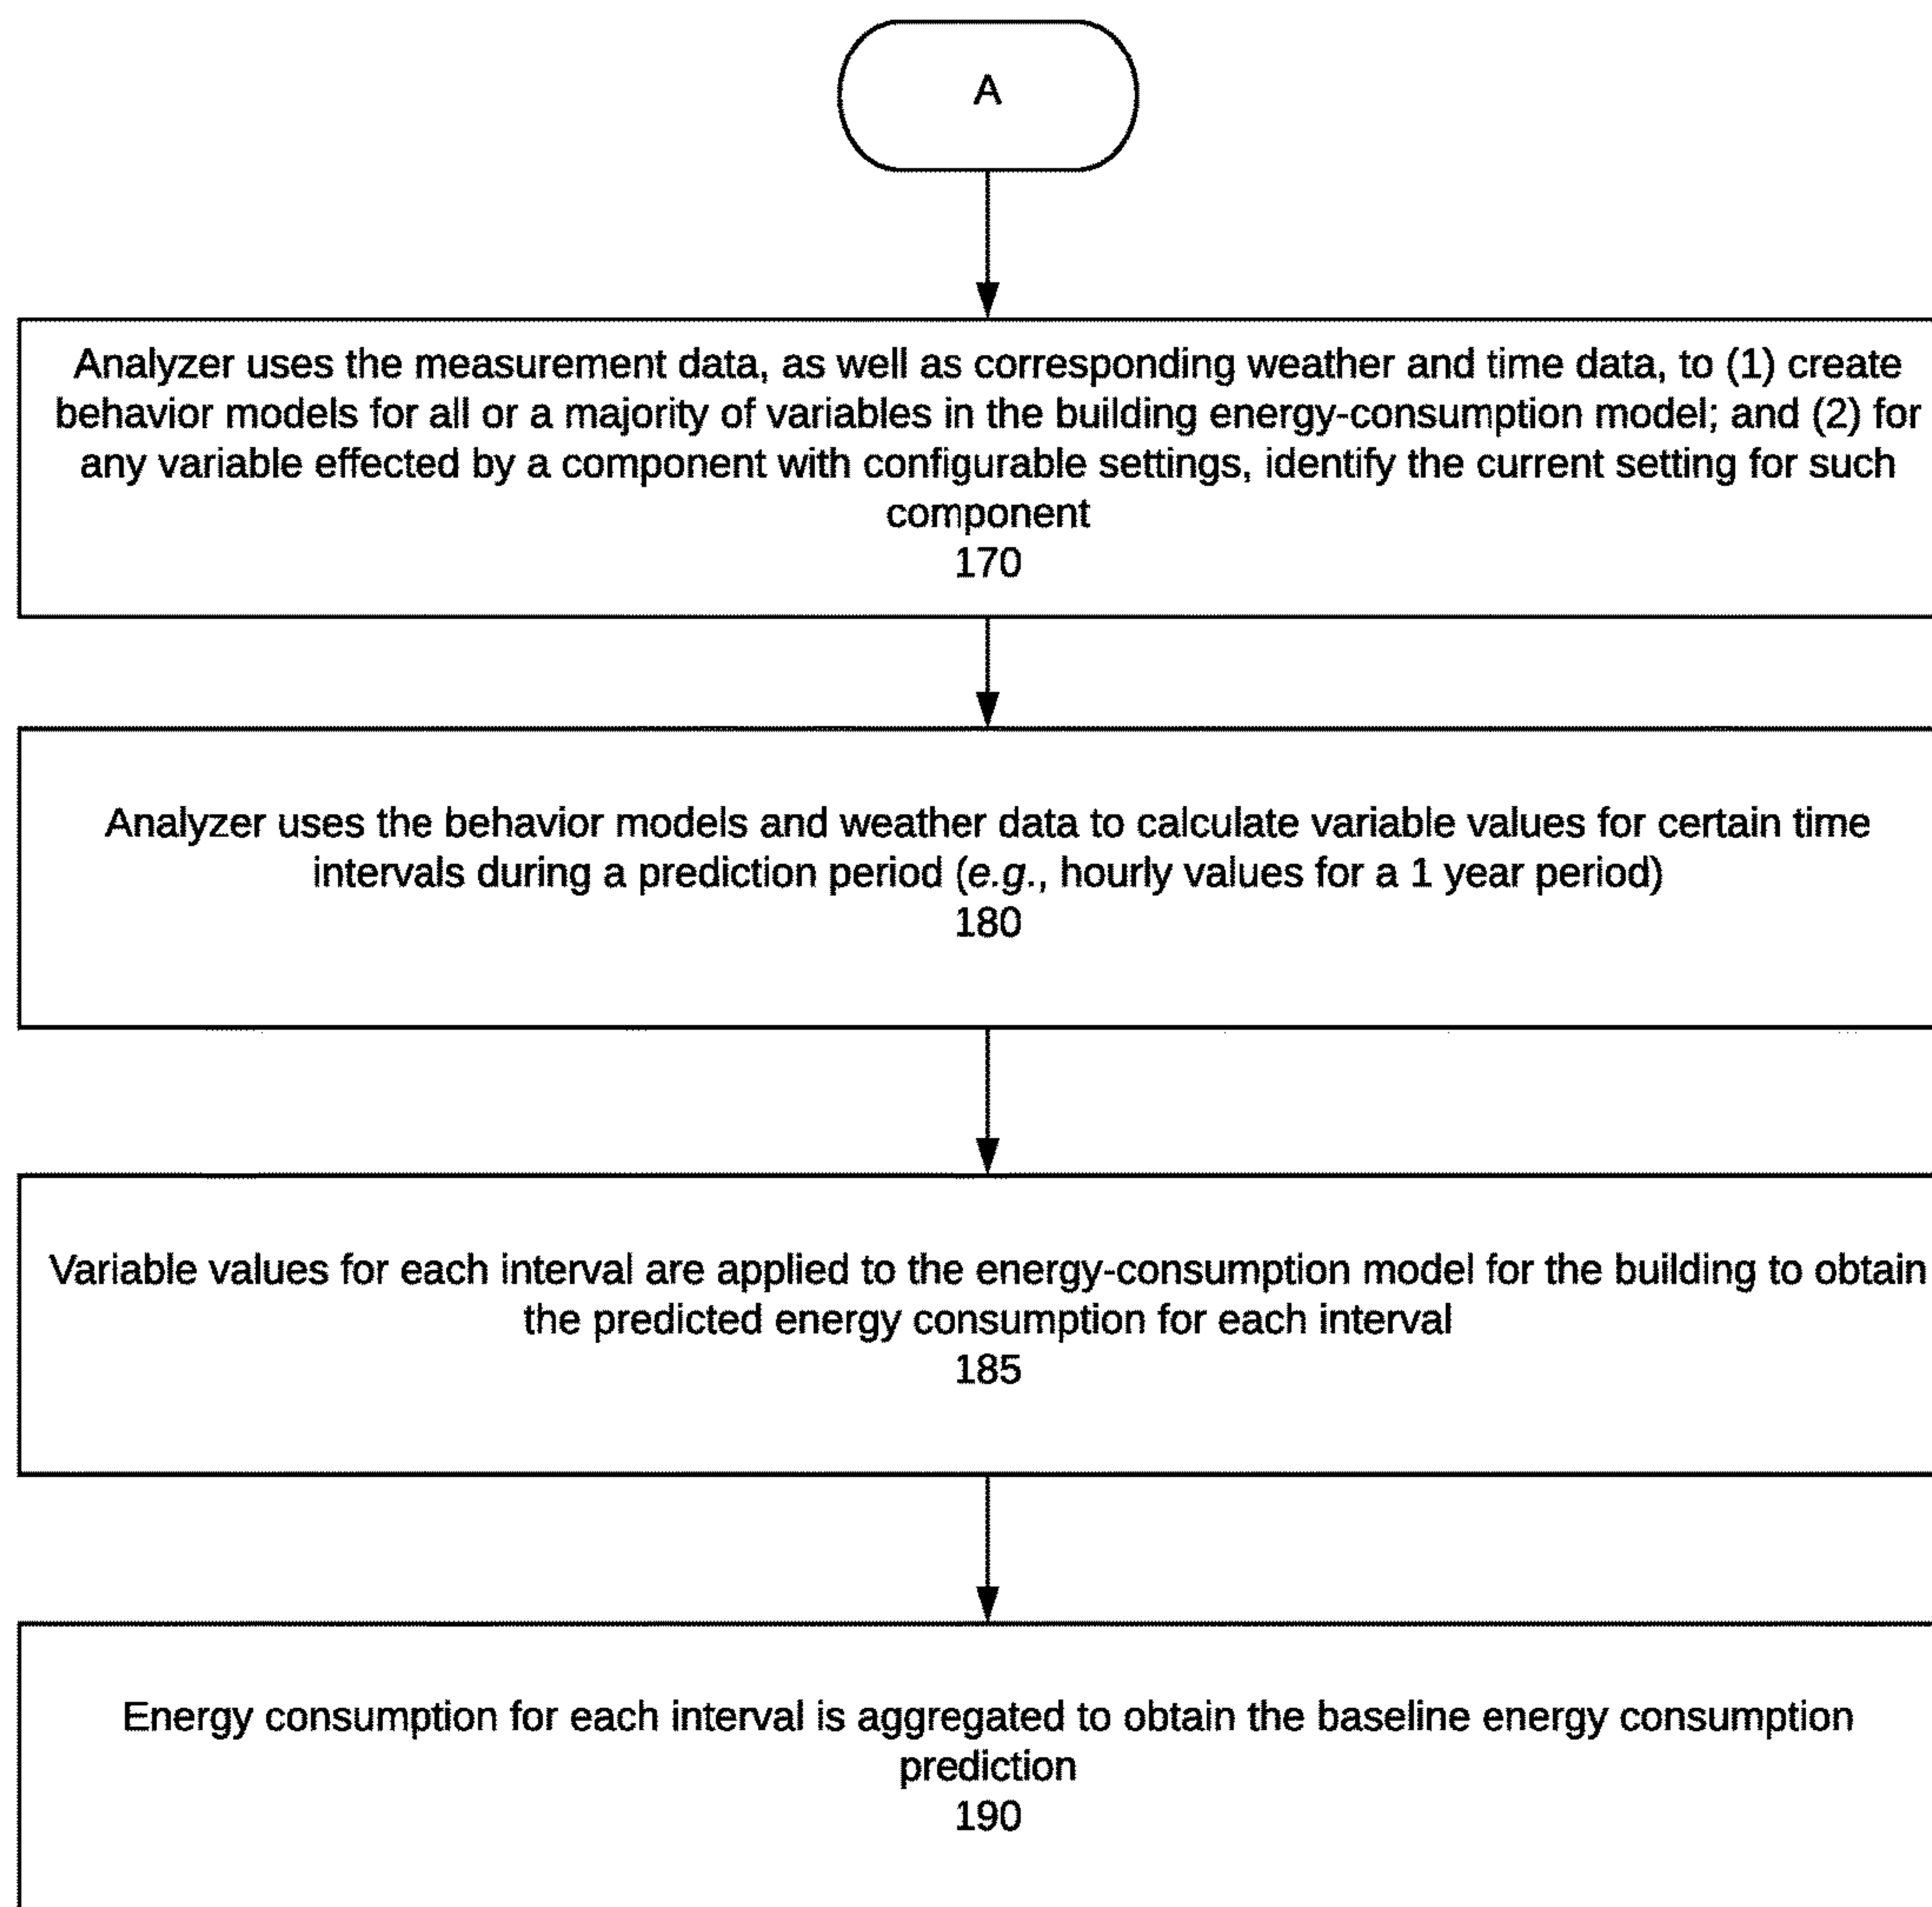 A
Analyzer uses the measurement data, as well as corresponding weather and time data, to (1) create
behavior models for all or a majority of variables in the building energy-consumption model; and (2) for
any variable effected by a component with configurable settings, identify the current setting for such
component
170
Analyzer uses the behavior models and weather data to calculate variable values for certain time
intervals during a prediction period (e.g., hourly values for a 1 year period)
180
Variable values for each interval are applied to the energy-consumption model for the building to obtain
the predicted energy consumption for each interval
185
Energy consumption for each interval is aggregated to obtain the baseline energy consumption
prediction
190